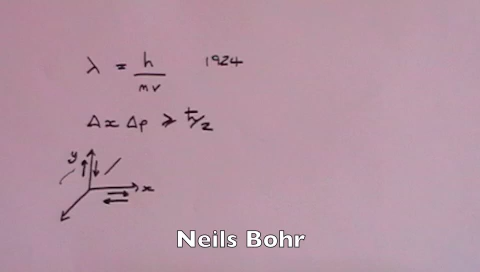 λ = h/mv 1924
Δx Δp ≥ ℏ/2
y
x
Neils Bohr